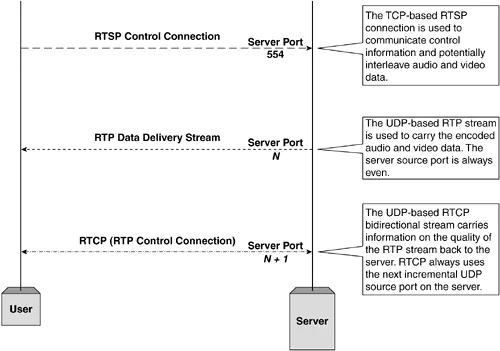 RTSP Control Connection
Server Port
554
The TCP-based RTSP
connection is used to
communicate control
information and potentially
interleave audio and video
data.
RTP Data Delivery Stream
Server Port
N
The UDP-based RTP stream
is used to carry the encoded
audio and video data. The
server source port is always
even.
RTCP (RTP Control Connection)
Server Port
N + 1
The UDP-based RTCP
bidirectional stream carries
information on the quality of
the RTP stream back to the
server. RTCP always uses
the next incremental UDP
source port on the server.
User
Server